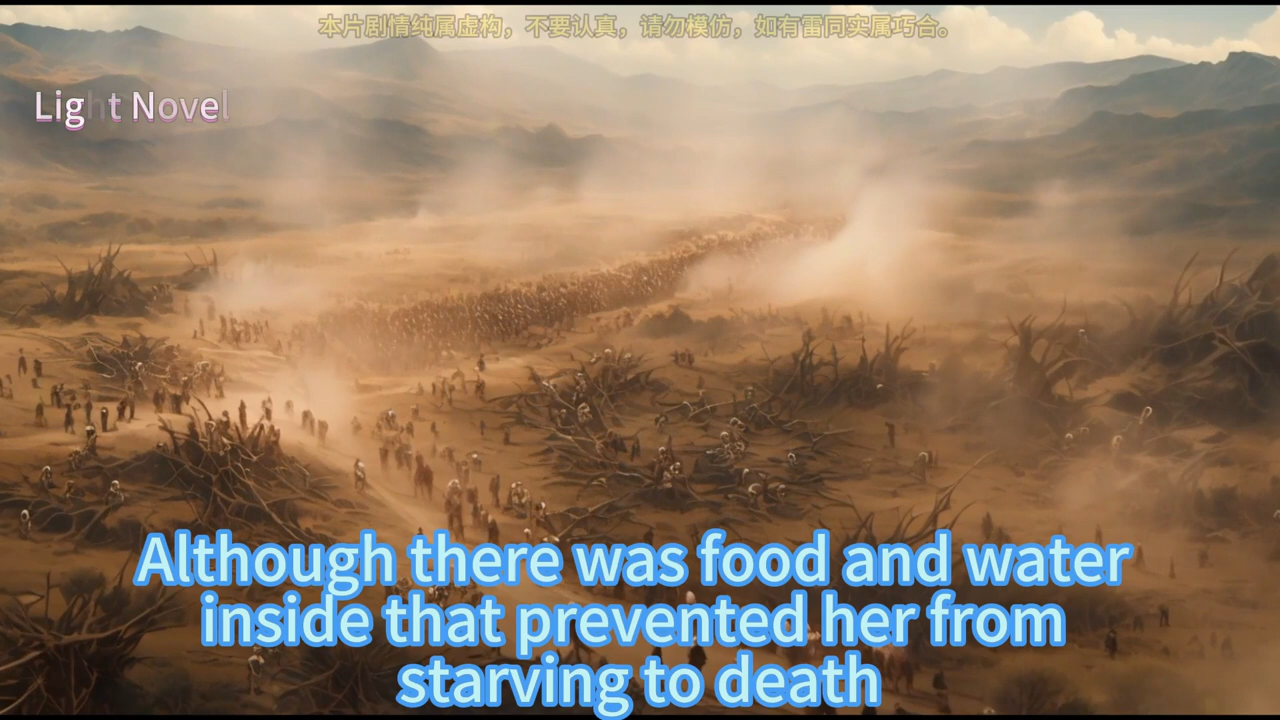 本片剧情纯属虚构，不要认真，请勿模仿，如有雷同实属巧合。
Light Novel
Although there was food and water
inside that prevented her from
starving to death